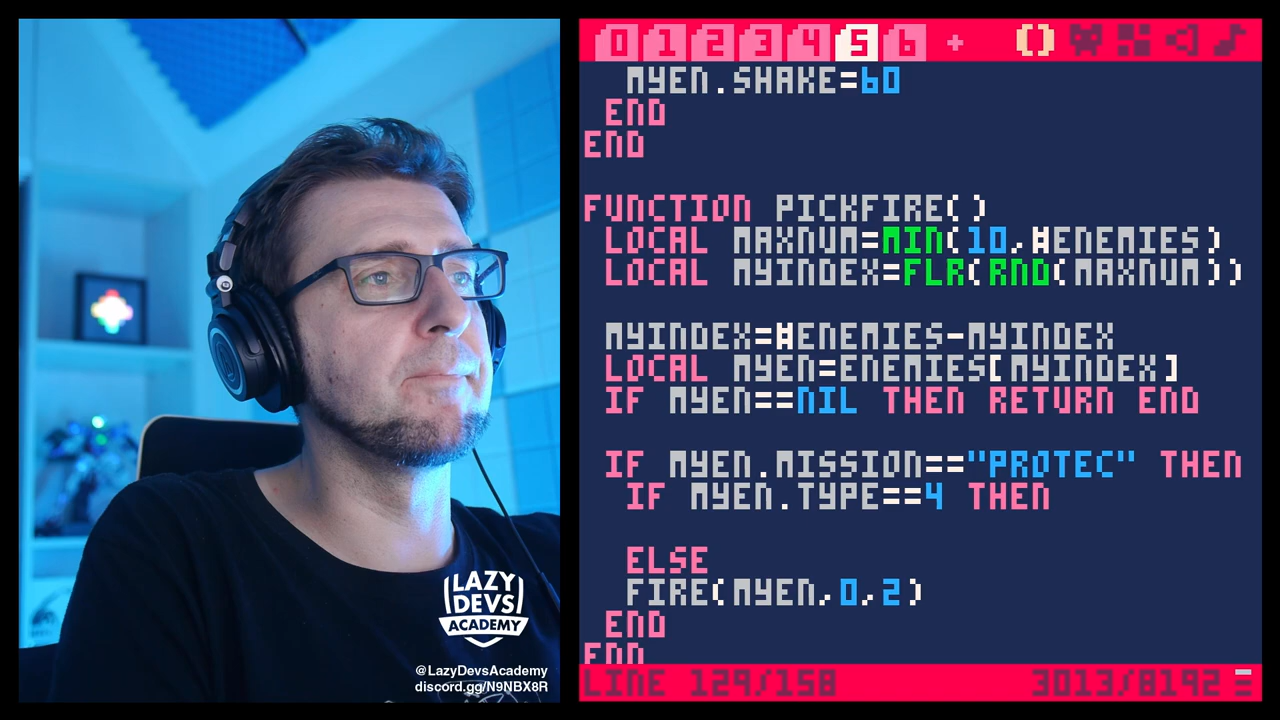 LAZY
DEVS
ACADEMY
@LazyDevsAcademy
discord.gg/N9NBX8R
0 1 2 3 4 5 6 + ()
MYEN.SHAKE=60
END
END
FUNCTION PICKFIRE()
LOCAL MAXNUM=MIN(10,#ENEMIES)
LOCAL MYINDEX=FLR(RND(MAXNUM))
MYINDEX=#ENEMIES-MYINDEX
LOCAL MYEN=ENEMIES[MYINDEX]
IF MYEN==NIL THEN RETURN END
IF MYEN.MISSION=="PROTEC" THEN
IF MYEN.TYPE==4 THEN
ELSE
FIRE(MYEN,0,2)
END
END
LINE 129/158 3013/8192